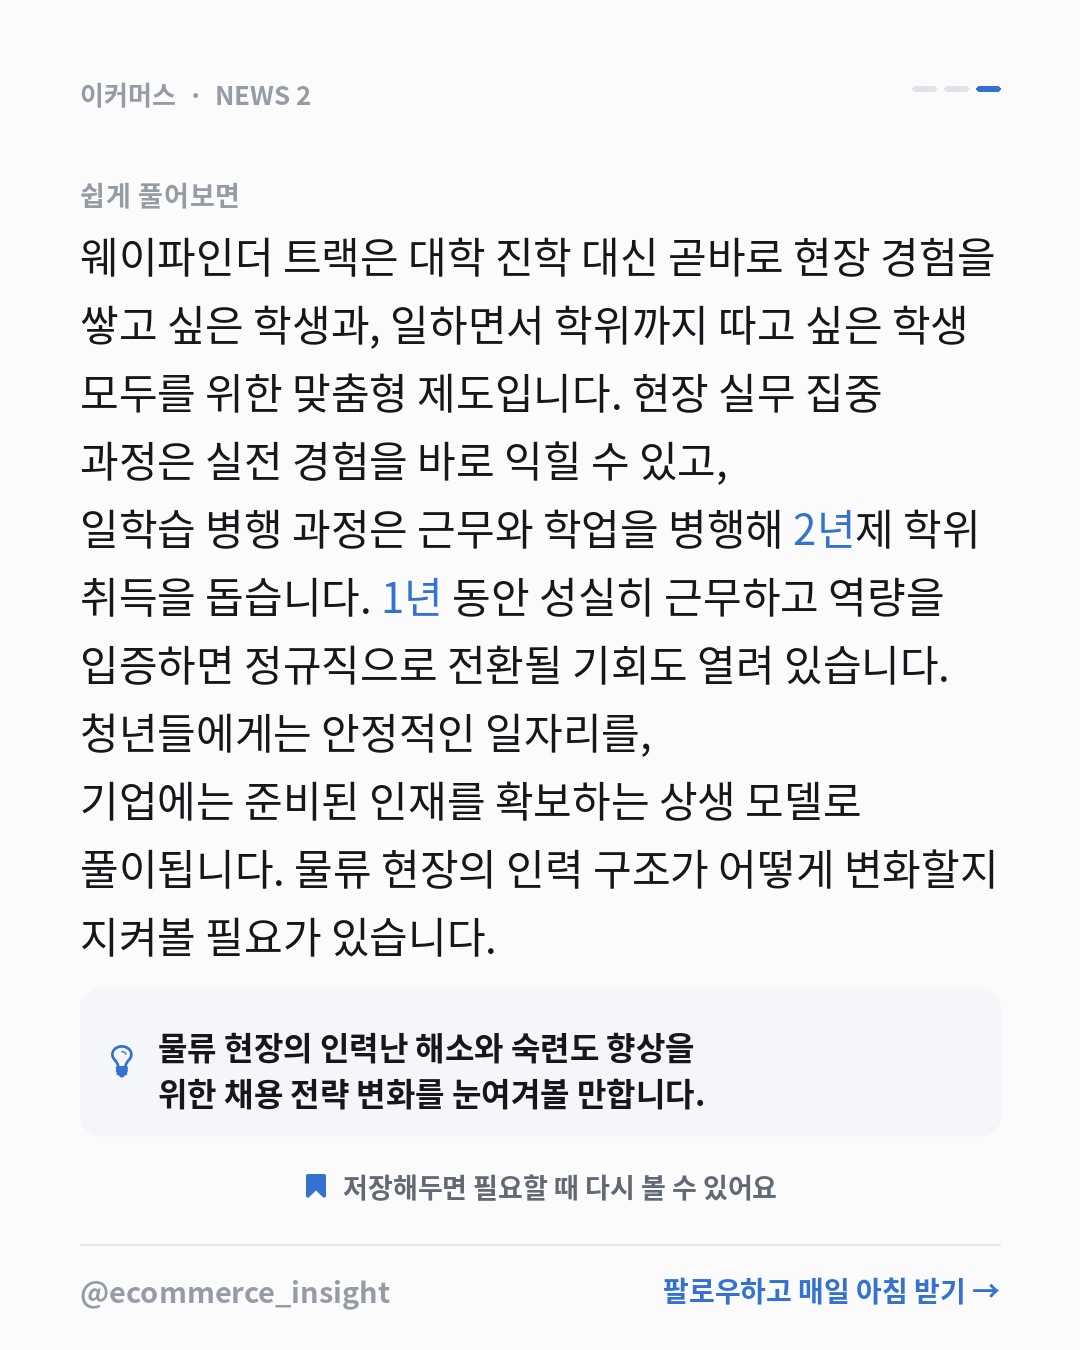 이커머스 · NEWS 2
쉽게 풀어보면
웨이파인더 트랙은 대학 진학 대신 곧바로 현장 경험을
쌓고 싶은 학생과, 일하면서 학위까지 따고 싶은 학생
모두를 위한 맞춤형 제도입니다. 현장 실무 집중
과정은 실전 경험을 바로 익힐 수 있고,
일학습 병행 과정은 근무와 학업을 병행해 2년제 학위
취득을 돕습니다. 1년 동안 성실히 근무하고 역량을
입증하면 정규직으로 전환될 기회도 열려 있습니다.
청년들에게는 안정적인 일자리를,
기업에는 준비된 인재를 확보하는 상생 모델로
풀이됩니다. 물류 현장의 인력 구조가 어떻게 변화할지
지켜볼 필요가 있습니다.
물류 현장의 인력난 해소와 숙련도 향상을
위한 채용 전략 변화를 눈여겨볼 만합니다.
저장해두면 필요할 때 다시 볼 수 있어요
@ecommerce_insight
팔로우하고 매일 아침 받기 →